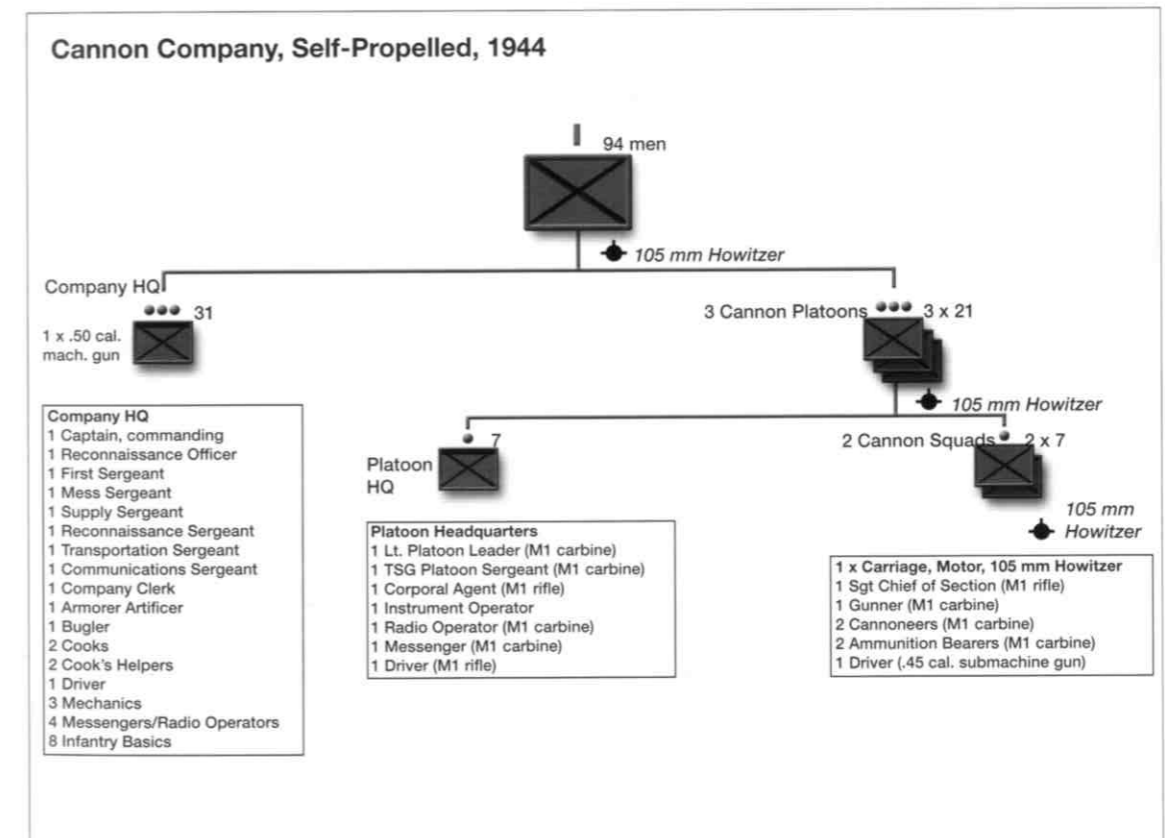 Cannon Company, Self-Propelled, 1944
94 men
105 mm Howitzer
Company HQ
31
1 x .50 cal.
mach. gun
3 Cannon Platoons
3 x 21
105 mm Howitzer
Company HQ
1 Captain, commanding
1 Reconnaissance Officer
1 First Sergeant
1 Mess Sergeant
1 Supply Sergeant
1 Reconnaissance Sergeant
1 Transportation Sergeant
1 Communications Sergeant
1 Company Clerk
1 Armorer Artificer
1 Bugler
2 Cooks
2 Cook's Helpers
1 Driver
3 Mechanics
4 Messengers/Radio Operators
8 Infantry Basics
7
Platoon
HQ
Platoon Headquarters
1 Lt. Platoon Leader (M1 carbine)
1 TSG Platoon Sergeant (M1 carbine)
1 Corporal Agent (M1 rifle)
1 Instrument Operator
1 Radio Operator (M1 carbine)
1 Messenger (M1 carbine)
1 Driver (M1 rifle)
2 Cannon Squads
2 x 7
105 mm
Howitzer
1 x Carriage, Motor, 105 mm Howitzer
1 Sgt Chief of Section (M1 rifle)
1 Gunner (M1 carbine)
2 Cannoneers (M1 carbine)
2 Ammunition Bearers (M1 carbine)
1 Driver (.45 cal. submachine gun)